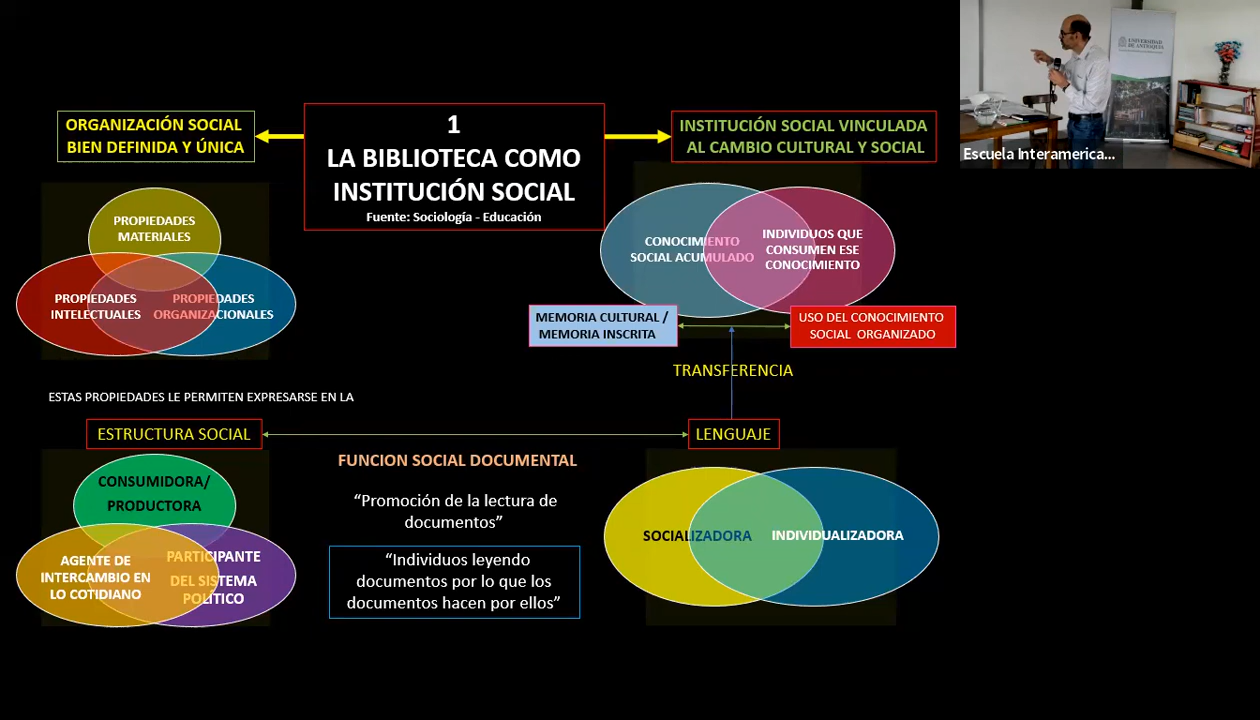 1
LA BIBLIOTECA COMO
INSTITUCIÓN SOCIAL
Fuente: Sociología - Educación
ORGANIZACIÓN SOCIAL
BIEN DEFINIDA Y ÚNICA
INSTITUCIÓN SOCIAL VINCULADA
AL CAMBIO CULTURAL Y SOCIAL
UNIVERSIDAD
DE ANTIOQUIA
Escuela Interamerica...
PROPIEDADES
MATERIALES
PROPIEDADES
INTELECTUALES
PROPIEDADES
ORGANIZACIONALES
CONOCIMIENTO
SOCIAL ACUMULADO
INDIVIDUOS QUE
CONSUMEN ESE
CONOCIMIENTO
MEMORIA CULTURAL /
MEMORIA INSCRITA
USO DEL CONOCIMIENTO
SOCIAL ORGANIZADO
TRANSFERENCIA
ESTAS PROPIEDADES LE PERMITEN EXPRESARSE EN LA
ESTRUCTURA SOCIAL
LENGUAJE
CONSUMIDORA/
PRODUCTORA
AGENTE DE
INTERCAMBIO EN
LO COTIDIANO
PARTICIPANTE
DEL SISTEMA
POLÍTICO
FUNCION SOCIAL DOCUMENTAL
“Promoción de la lectura de
documentos”
“Individuos leyendo
documentos por lo que los
documentos hacen por ellos”
SOCIALIZADORA
INDIVIDUALIZADORA